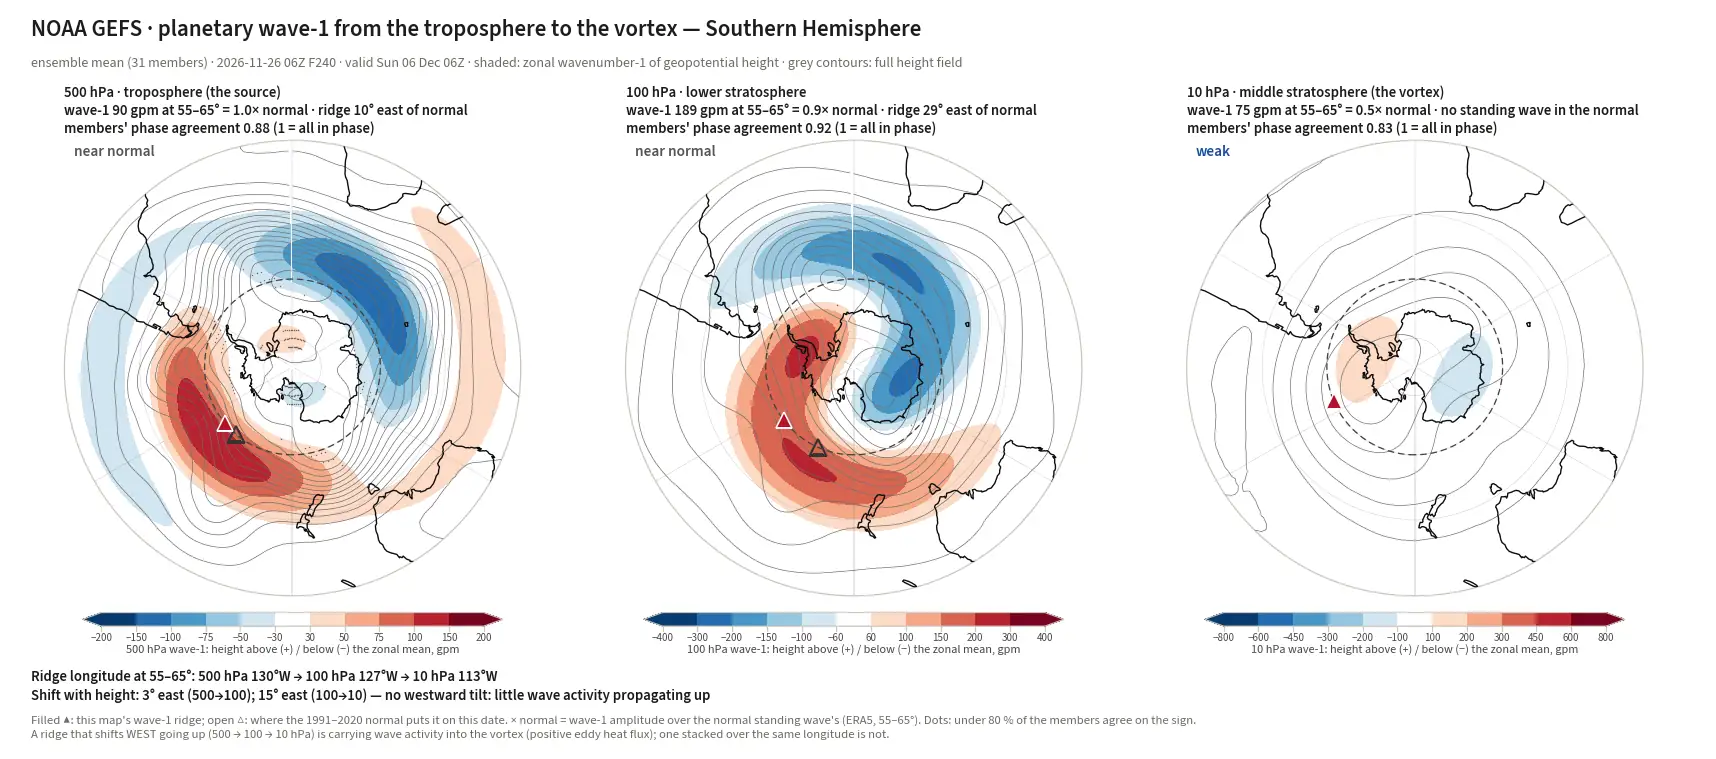 NOAA GEFS · planetary wave-1 from the troposphere to the vortex — Southern Hemisphere
ensemble mean (31 members) · 2026-11-26 06Z F240 · valid Sun 06 Dec 06Z · shaded: zonal wavenumber-1 of geopotential height · grey contours: full height field
500 hPa · troposphere (the source)
wave-1 90 gpm at 55–65° = 1.0× normal · ridge 10° east of normal
members' phase agreement 0.88 (1 = all in phase)
near normal
100 hPa · lower stratosphere
wave-1 189 gpm at 55–65° = 0.9× normal · ridge 29° east of normal
members' phase agreement 0.92 (1 = all in phase)
near normal
10 hPa · middle stratosphere (the vortex)
wave-1 75 gpm at 55–65° = 0.5× normal · no standing wave in the normal
members' phase agreement 0.83 (1 = all in phase)
weak
−200 −150 −100 −75 −50 −30 30 50 75 100 150 200
500 hPa wave-1: height above (+) / below (−) the zonal mean, gpm
−400 −300 −200 −150 −100 −60 60 100 150 200 300 400
100 hPa wave-1: height above (+) / below (−) the zonal mean, gpm
−800 −600 −450 −300 −200 −100 100 200 300 450 600 800
10 hPa wave-1: height above (+) / below (−) the zonal mean, gpm
Ridge longitude at 55–65°: 500 hPa 130°W → 100 hPa 127°W → 10 hPa 113°W
Shift with height: 3° east (500→100); 15° east (100→10) — no westward tilt: little wave activity propagating up
Filled ▲: this map's wave-1 ridge; open △: where the 1991–2020 normal puts it on this date. × normal = wave-1 amplitude over the normal standing wave's (ERA5, 55–65°). Dots: under 80 % of the members agree on the sign.
A ridge that shifts WEST going up (500 → 100 → 10 hPa) is carrying wave activity into the vortex (positive eddy heat flux); one stacked over the same longitude is not.